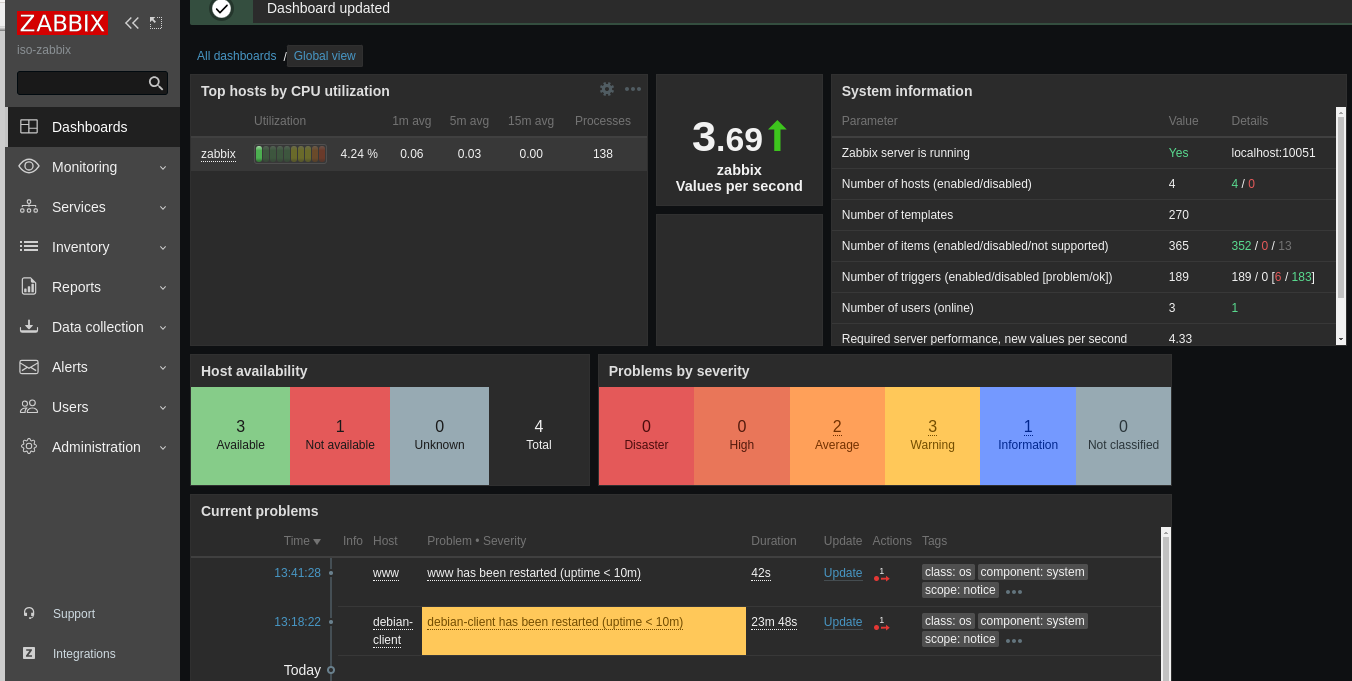 ZABBIX
iso-zabbix
Dashboards
Monitoring
Services
Inventory
Reports
Data collection
Alerts
Users
Administration
Support
Z Integrations
Dashboard updated
All dashboards / Global view
Top hosts by CPU utilization
Utilization 1m avg 5m avg 15m avg Processes
zabbix 4.24 % 0.06 0.03 0.00 138
3.69
zabbix
Values per second
System information
Parameter Value Details
Zabbix server is running Yes localhost:10051
Number of hosts (enabled/disabled) 4 4 / 0
Number of templates 270
Number of items (enabled/disabled/not supported) 365 352 / 0 / 13
Number of triggers (enabled/disabled [problem/ok]) 189 189 / 0 [6 / 183]
Number of users (online) 3 1
Required server performance, new values per second 4.33
Host availability
3 1 0 4
Available Not available Unknown Total
Problems by severity
0 0 2 3 1 0
Disaster High Average Warning Information Not classified
Current problems
Time Info Host Problem • Severity Duration Update Actions Tags
13:41:28 www www has been restarted (uptime < 10m) 42s Update 1 class: os component: system
scope: notice
13:18:22 debian- debian-client has been restarted (uptime < 10m) 23m 48s Update 1 class: os component: system
client scope: notice
Today